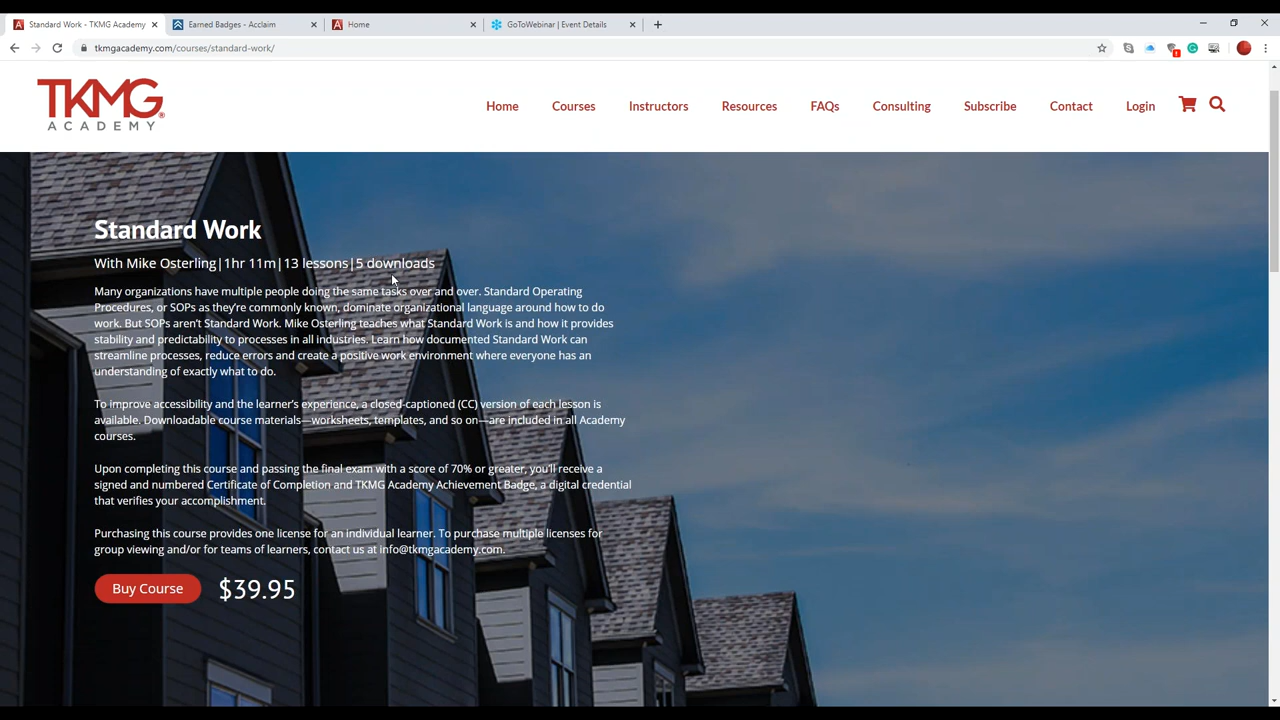 Standard Work - TKMG Academy
Earned Badges - Acclaim
Home
GoToWebinar | Event Details
tkmgacademy.com/courses/standard-work/
TKMG
ACADEMY
Home
Courses
Instructors
Resources
FAQs
Consulting
Subscribe
Contact
Login
Standard Work
With Mike Osterling|1hr 11m|13 lessons|5 downloads
Many organizations have multiple people doing the same tasks over and over. Standard Operating
Procedures, or SOPs as they're commonly known, dominate organizational language around how to do
work. But SOPs aren't Standard Work. Mike Osterling teaches what Standard Work is and how it provides
stability and predictability to processes in all industries. Learn how documented Standard Work can
streamline processes, reduce errors and create a positive work environment where everyone has an
understanding of exactly what to do.
To improve accessibility and the learner's experience, a closed-captioned (CC) version of each lesson is
available. Downloadable course materials—worksheets, templates, and so on—are included in all Academy
courses.
Upon completing this course and passing the final exam with a score of 70% or greater, you'll receive a
signed and numbered Certificate of Completion and TKMG Academy Achievement Badge, a digital credential
that verifies your accomplishment.
Purchasing this course provides one license for an individual learner. To purchase multiple licenses for
group viewing and/or for teams of learners, contact us at info@tkmgacademy.com.
Buy Course
$39.95